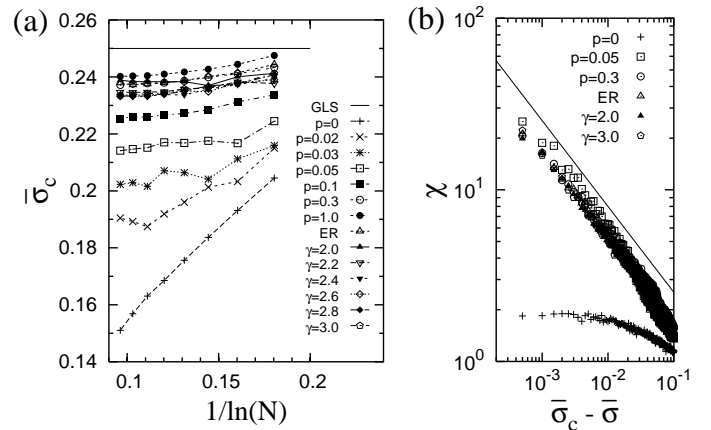 (a)
σ̄c
0.26
0.24
0.22
0.2
0.18
0.16
0.14
0.1
0.15
0.2
1/ln(N)
GLS
p=0
p=0.02
p=0.03
p=0.05
p=0.1
p=0.3
p=1.0
ER
γ=2.0
γ=2.2
γ=2.4
γ=2.6
γ=2.8
γ=3.0
(b)
χ
10²
10¹
10⁰
10⁻³
10⁻²
10⁻¹
σ̄c - σ̄
p=0
p=0.05
p=0.3
ER
γ=2.0
γ=3.0